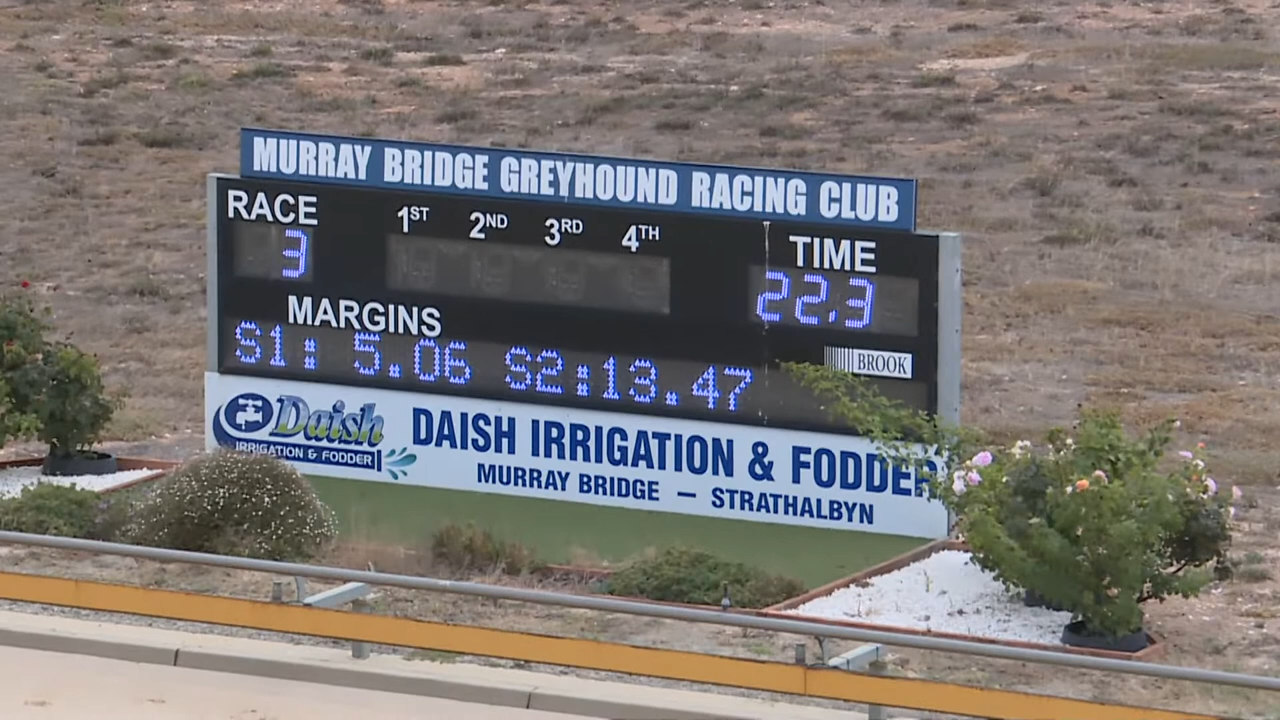 MURRAY BRIDGE GREYHOUND RACING CLUB
RACE 1ST 2ND 3RD 4TH TIME
3 22.3
MARGINS
S1: 5.06 S2:13.47
BROOK
Daish
IRRIGATION & FODDER
DAISH IRRIGATION & FODDER
MURRAY BRIDGE – STRATHALBYN